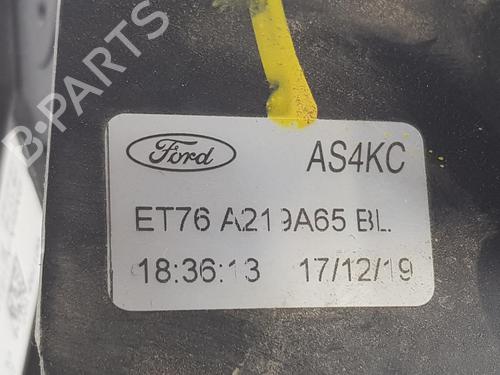 B-PARTS
Ford AS4KC
ET76 A219A65 BL
18:36:13 17/12/19